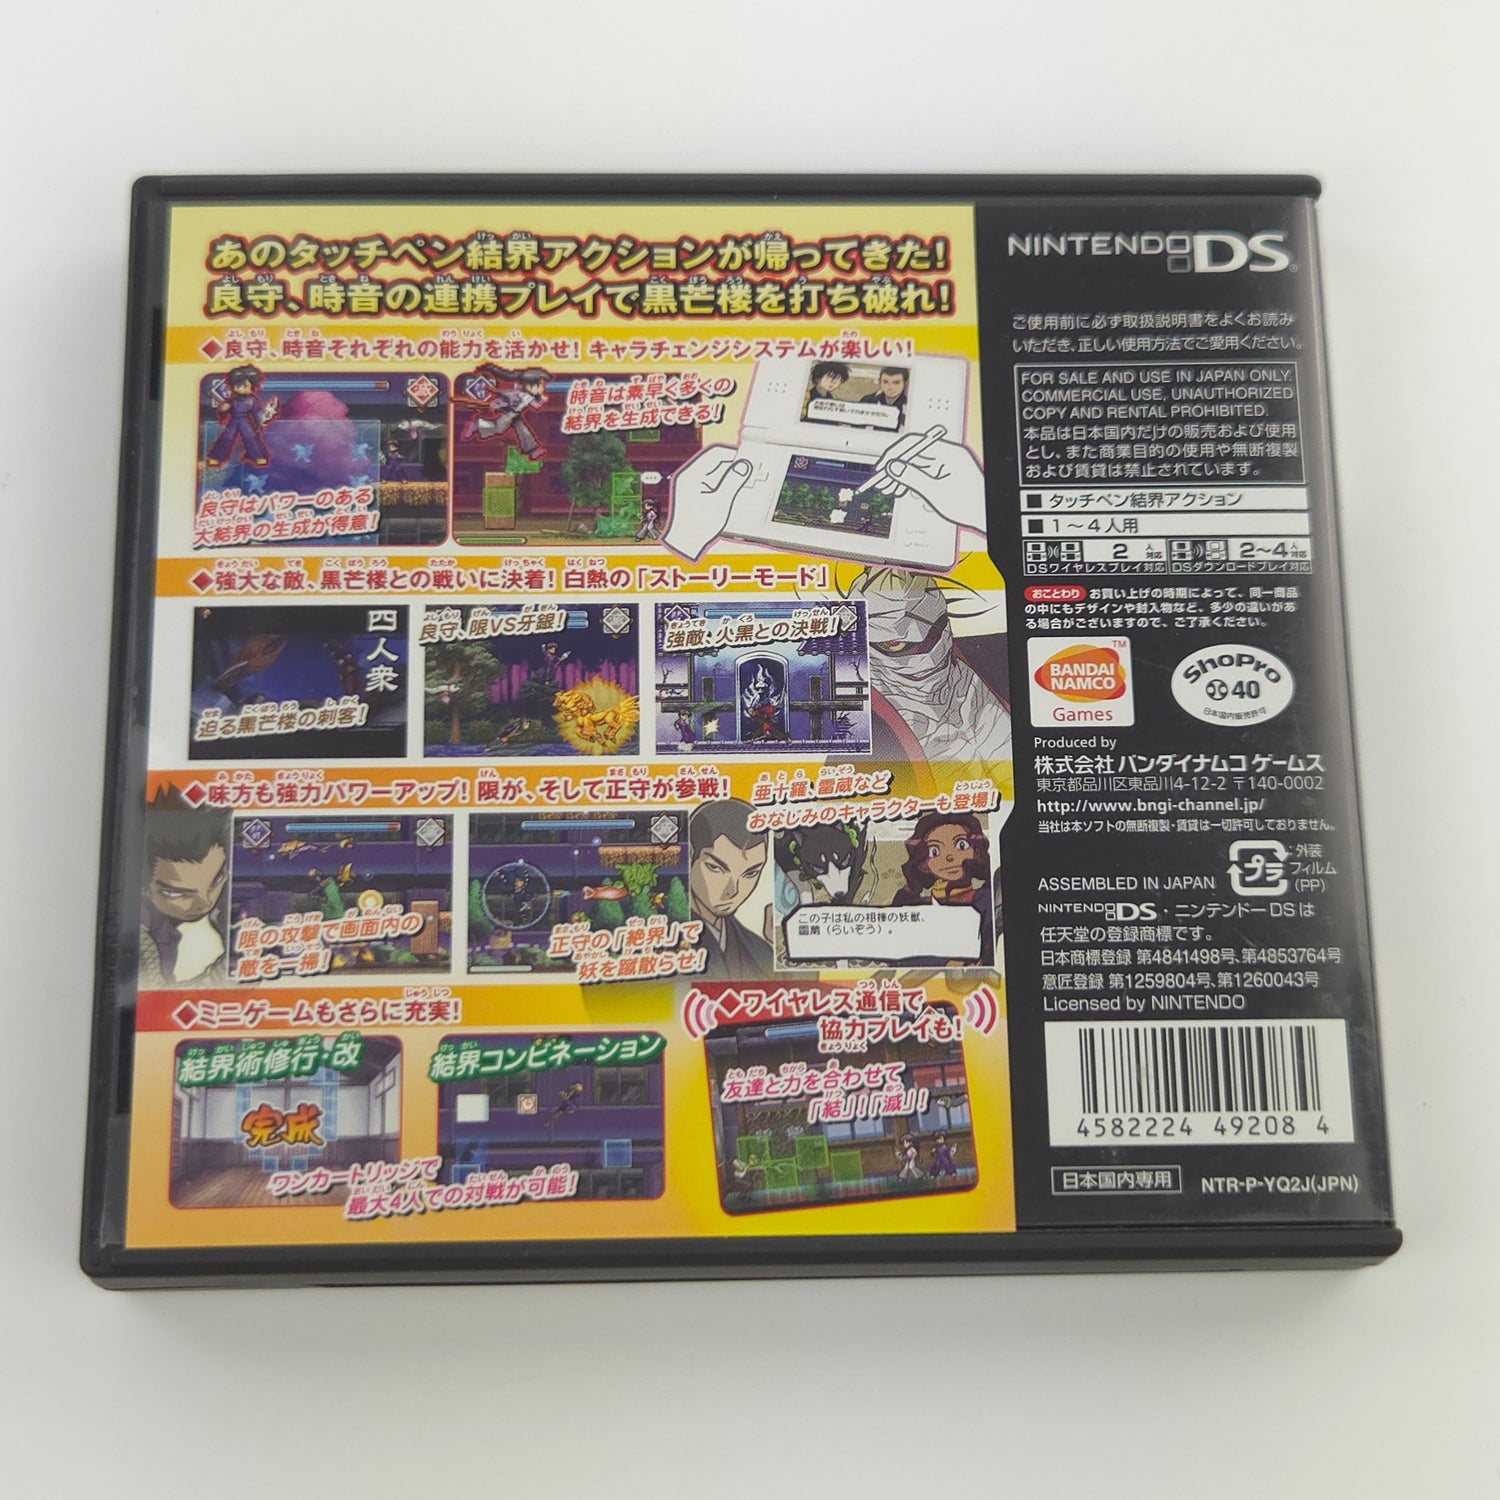 あのタッチペン結界アクションが帰ってきた!
良守、時音の連携プレイで黒芒楼を打ち破れ!
◆良守、時音それぞれの能力を活かせ! キャラチェンジシステムが楽しい!
良守はパワーのある
大結界の生成が得意!
時音は素早く多くの
結界を生成できる!
◆強大な敵、黒芒楼との戦いに決着! 白熱の「ストーリーモード」
四人衆
迫る黒芒楼の刺客!
良守、限VS牙銀!
強敵、火黒との決戦!
◆味方も強力パワーアップ! 限が、そして正守が参戦!
限の攻撃で画面内の
敵を一掃!
正守の「絶界」で
妖を蹴散らせ!
亜十羅、雷蔵など
おなじみのキャラクターも登場!
この子は私の相棒の妖獣、
雷蘭(らいぞう)。
◆ミニゲームもさらに充実!
結界術修行・改
完成
結界コンビネーション
ワンカートリッジで
最大4人での対戦が可能!
◆ワイヤレス通信で
協力プレイも!
友達と力を合わせて
「結」!「滅」!
NINTENDO DS
ご使用前に必ず取扱説明書をよくお読み
いただき、正しい使用方法でご愛用ください。
FOR SALE AND USE IN JAPAN ONLY.
COMMERCIAL USE, UNAUTHORIZED
COPY AND RENTAL PROHIBITED.
本品は日本国内だけの販売および使用
とし、また商業目的の使用や無断複製
および賃貸は禁止されています。
■ タッチペン結界アクション
■ 1〜4人用
2人対応
DSワイヤレスプレイ対応
2〜4人対応
DSダウンロードプレイ対応
おことわり お買い上げの時期によって、同一商品
の中にもデザインや封入物など、多少の違いがあ
る場合がございますので、ご了承ください。
BANDAI
NAMCO
Games
TM
ShoPro
40
日本国内販売許可
Produced by
株式会社 バンダイナムコ ゲームス
東京都品川区東品川4-12-2 〒140-0002
http://www.bngi-channel.jp/
当社は本ソフトの無断複製・賃貸は一切許可しておりません。
ASSEMBLED IN JAPAN
プラ
:外装
フィルム
(PP)
NINTENDO DS・ニンテンドーDSは
任天堂の登録商標です。
日本商標登録 第4841498号、第4853764号
意匠登録 第1259804号、第1260043号
Licensed by NINTENDO
4582224 49208 4
日本国内専用
NTR-P-YQ2J(JPN)